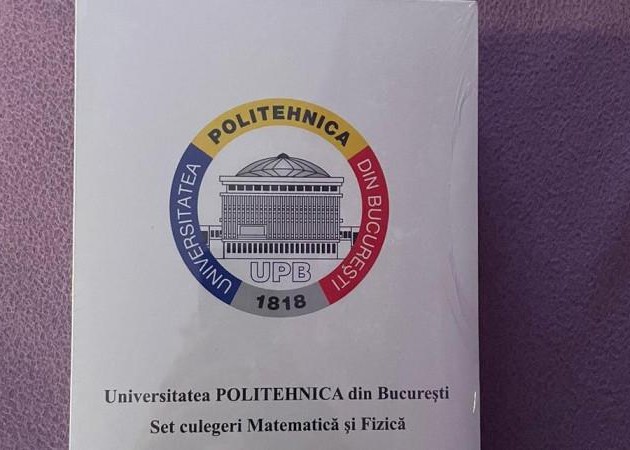 UNIVERSITATEA POLITEHNICA DIN BUCUREȘTI
UPB
1818
Universitatea POLITEHNICA din București
Set culegeri Matematică și Fizică